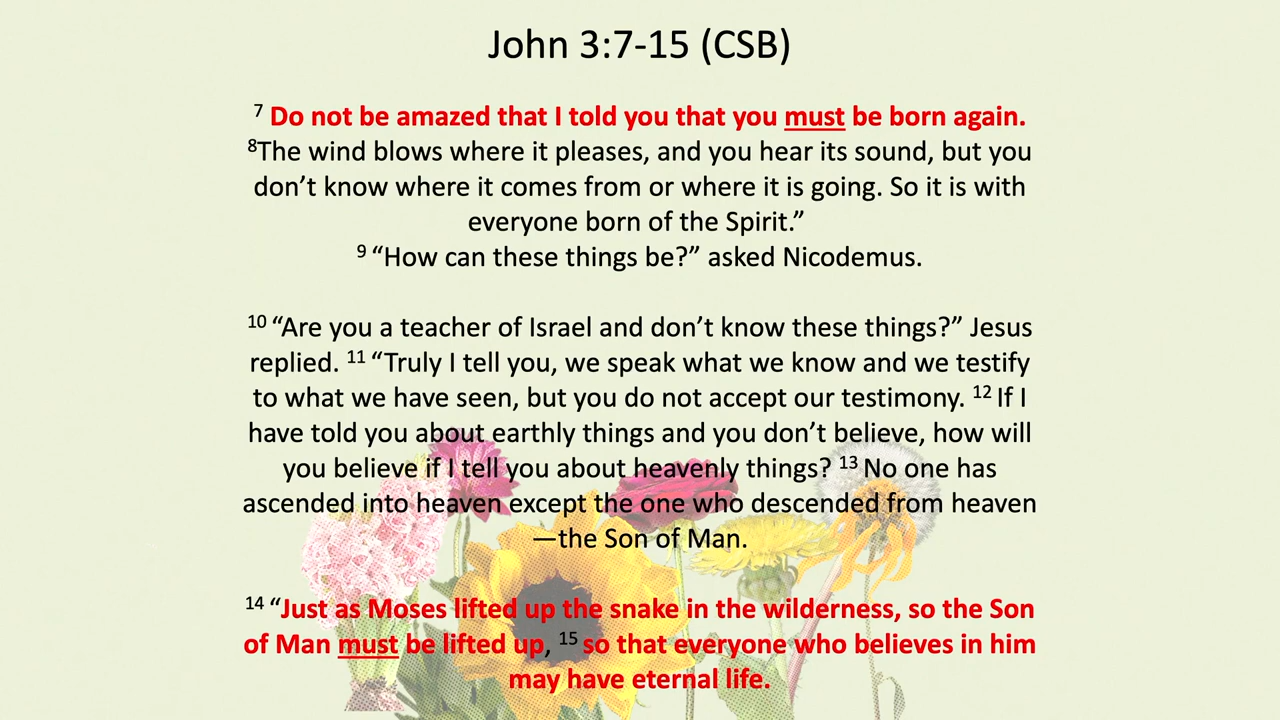 John 3:7-15 (CSB)
7 Do not be amazed that I told you that you must be born again.
8The wind blows where it pleases, and you hear its sound, but you
don’t know where it comes from or where it is going. So it is with
everyone born of the Spirit.”
9 “How can these things be?” asked Nicodemus.
10 “Are you a teacher of Israel and don’t know these things?” Jesus
replied. 11 “Truly I tell you, we speak what we know and we testify
to what we have seen, but you do not accept our testimony. 12 If I
have told you about earthly things and you don’t believe, how will
you believe if I tell you about heavenly things? 13 No one has
ascended into heaven except the one who descended from heaven
—the Son of Man.
14 “Just as Moses lifted up the snake in the wilderness, so the Son
of Man must be lifted up, 15 so that everyone who believes in him
may have eternal life.